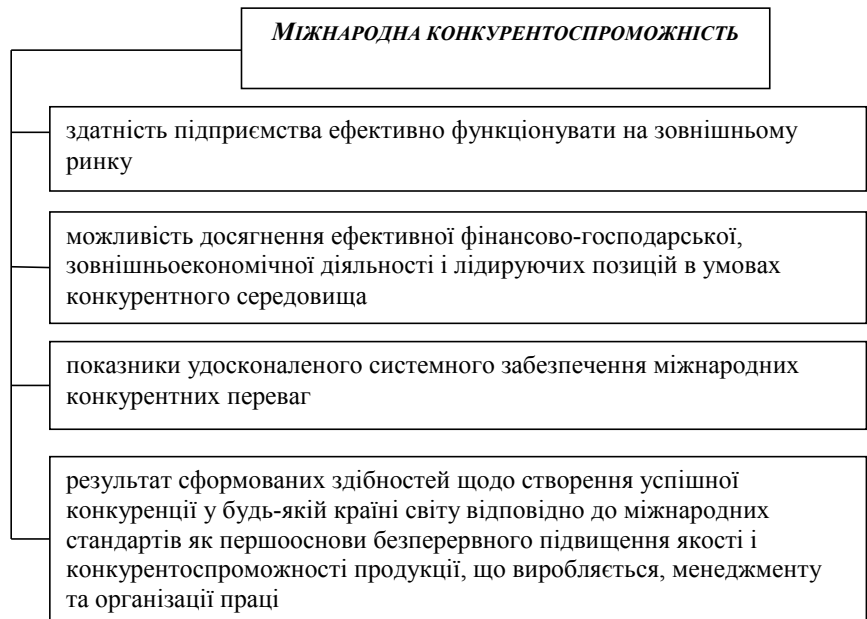 МІЖНАРОДНА КОНКУРЕНТОСПРОМОЖНІСТЬ
здатність підприємства ефективно функціонувати на зовнішньому
ринку
можливість досягнення ефективної фінансово-господарської,
зовнішньоекономічної діяльності і лідируючих позицій в умовах
конкурентного середовища
показники удосконаленого системного забезпечення міжнародних
конкурентних переваг
результат сформованих здібностей щодо створення успішної
конкуренції у будь-якій країні світу відповідно до міжнародних
стандартів як першооснови безперервного підвищення якості і
конкурентоспроможності продукції, що виробляється, менеджменту
та організації праці